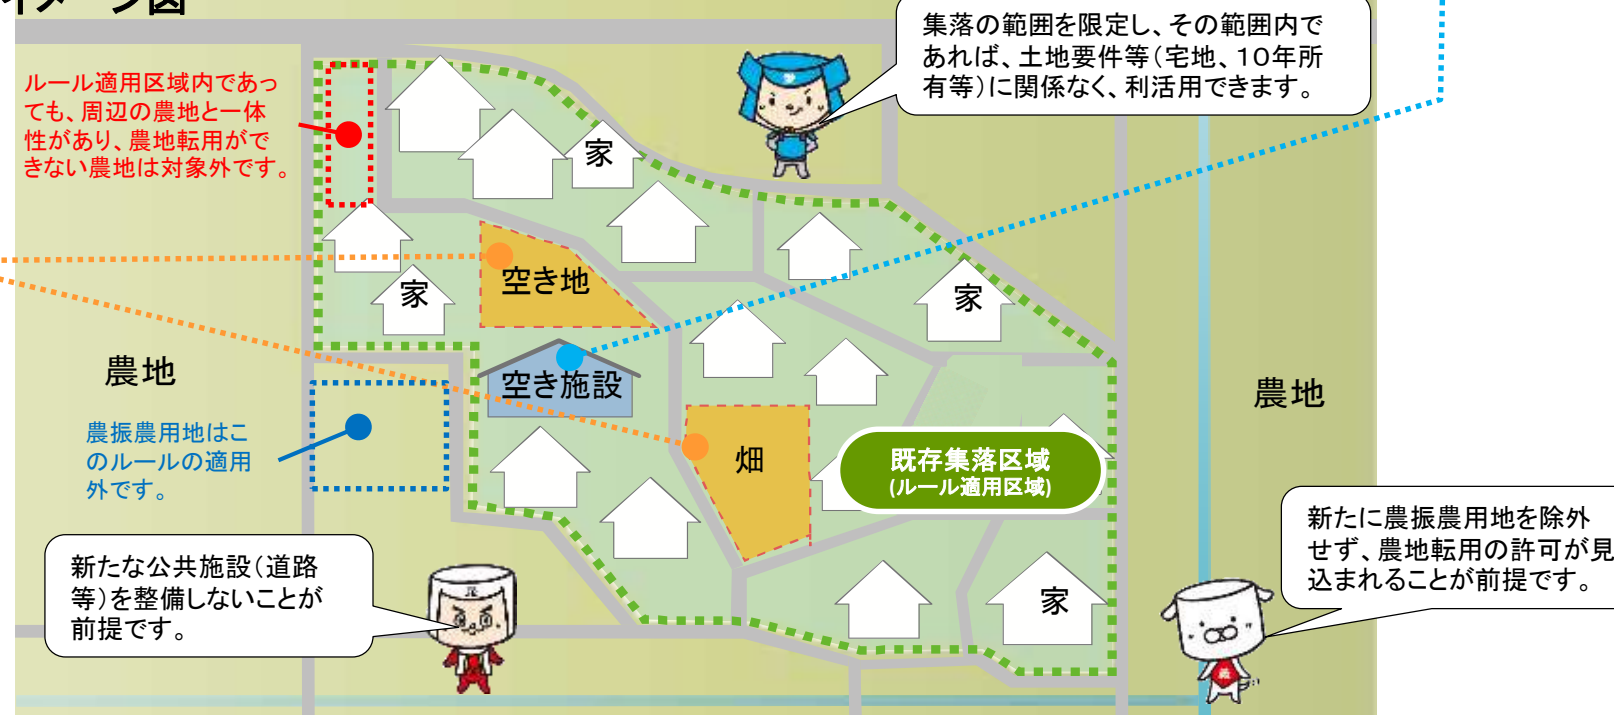 イメージ図
集落の範囲を限定し、その範囲内で
あれば、土地要件等(宅地、10年所
有等)に関係なく、利活用できます。
ルール適用区域内であっ
ても、周辺の農地と一体
性があり、農地転用がで
きない農地は対象外です。
家
空き地
家
家
農地
空き施設
農地
農振農用地はこ
のルールの適用
外です。
畑
既存集落区域
(ルール適用区域)
新たに農振農用地を除外
せず、農地転用の許可が見
込まれることが前提です。
新たな公共施設(道路
等)を整備しないことが
前提です。
家